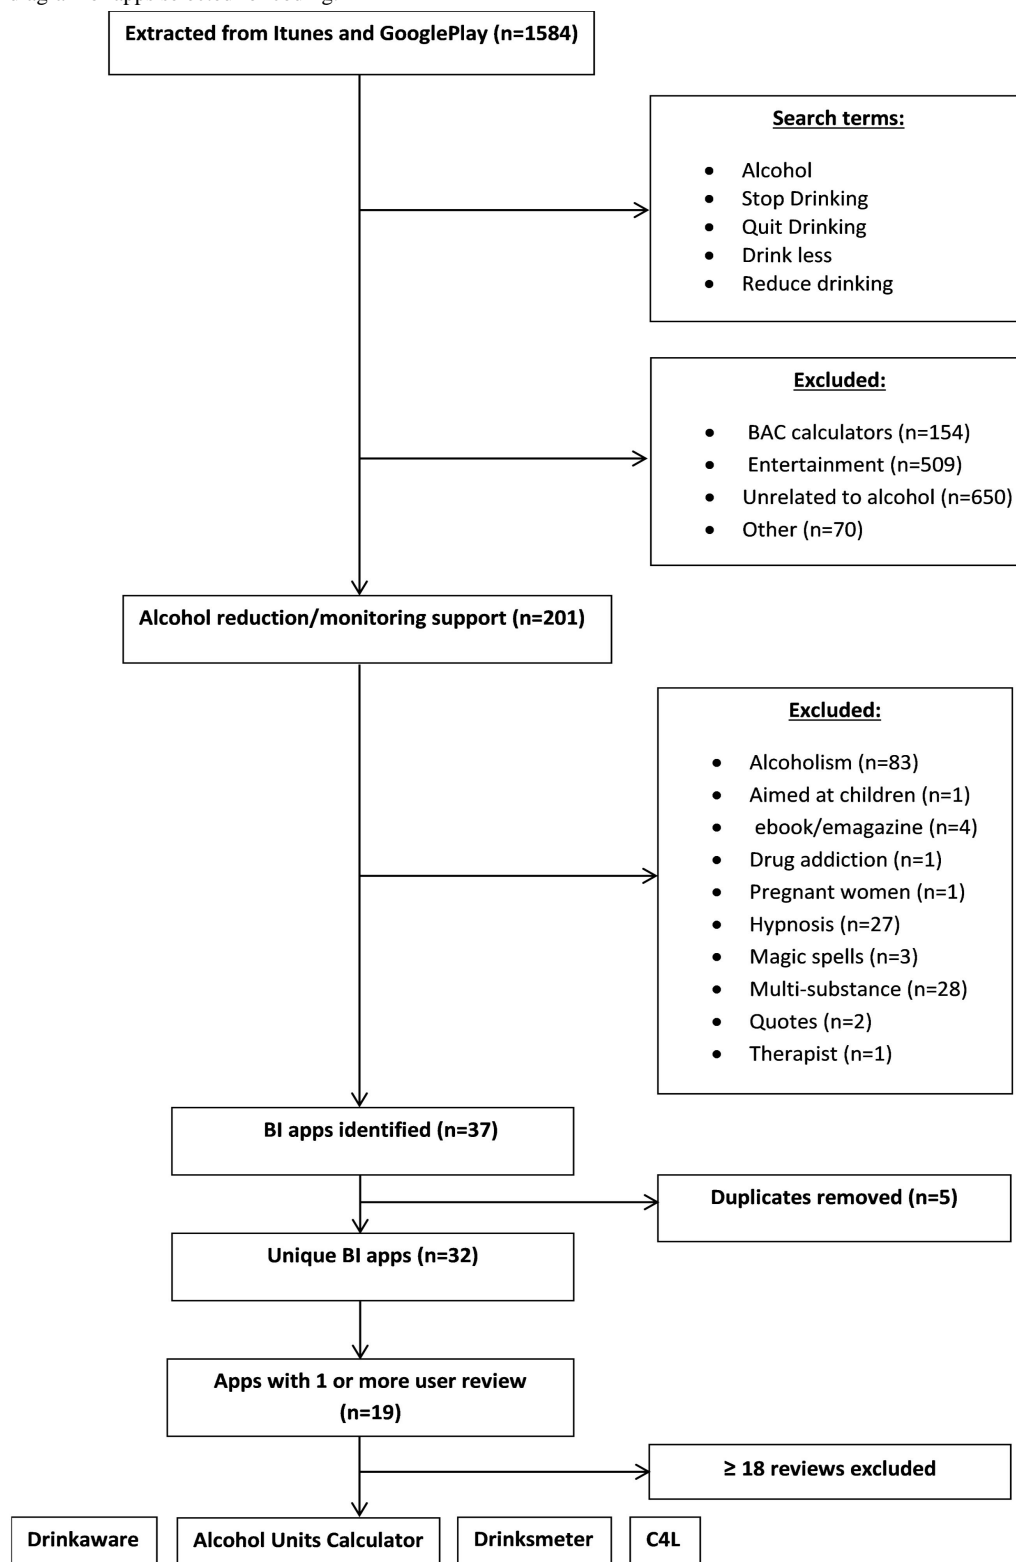 Extracted from Itunes and GooglePlay (n=1584)
Search terms:
• Alcohol
• Stop Drinking
• Quit Drinking
• Drink less
• Reduce drinking
Excluded:
• BAC calculators (n=154)
• Entertainment (n=509)
• Unrelated to alcohol (n=650)
• Other (n=70)
Alcohol reduction/monitoring support (n=201)
Excluded:
• Alcoholism (n=83)
• Aimed at children (n=1)
• ebook/emagazine (n=4)
• Drug addiction (n=1)
• Pregnant women (n=1)
• Hypnosis (n=27)
• Magic spells (n=3)
• Multi-substance (n=28)
• Quotes (n=2)
• Therapist (n=1)
BI apps identified (n=37)
Duplicates removed (n=5)
Unique BI apps (n=32)
Apps with 1 or more user review
(n=19)
≥ 18 reviews excluded
Drinkaware
Alcohol Units Calculator
Drinksmeter
C4L